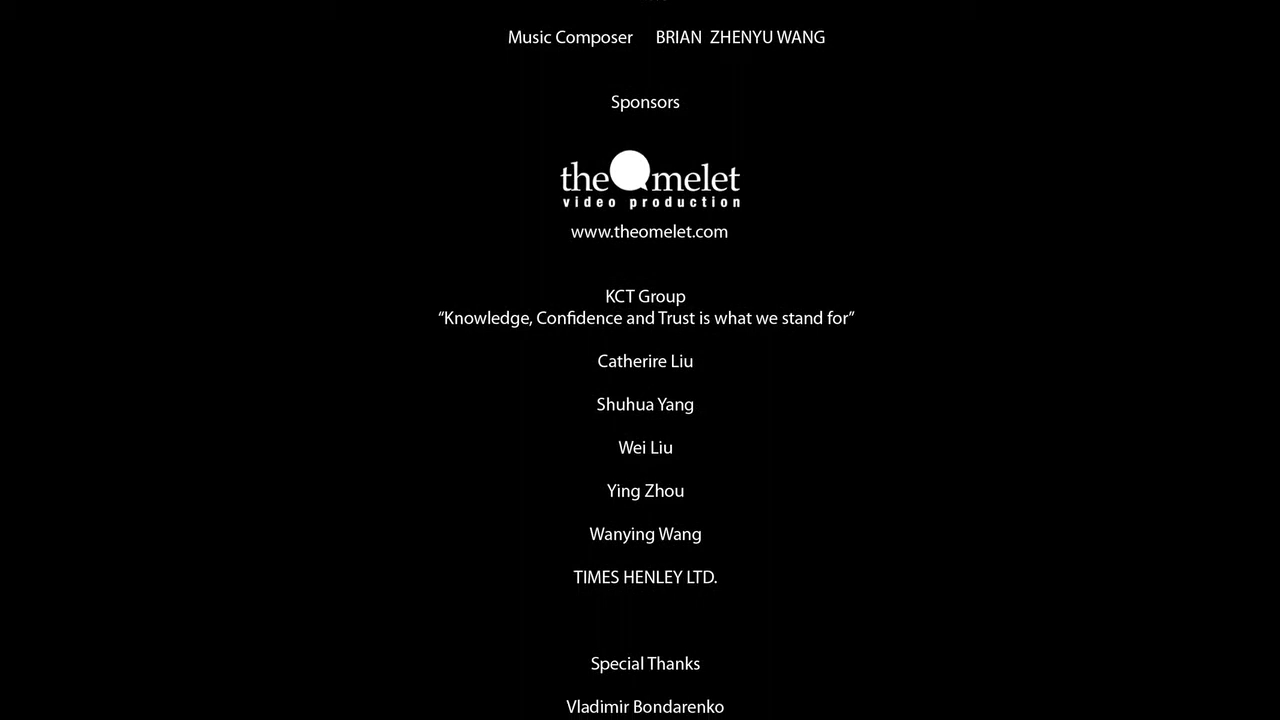 Music Composer BRIAN ZHENYU WANG
Sponsors
the Omelet
video production
www.theomelet.com
KCT Group
“Knowledge, Confidence and Trust is what we stand for”
Catherire Liu
Shuhua Yang
Wei Liu
Ying Zhou
Wanying Wang
TIMES HENLEY LTD.
Special Thanks
Vladimir Bondarenko